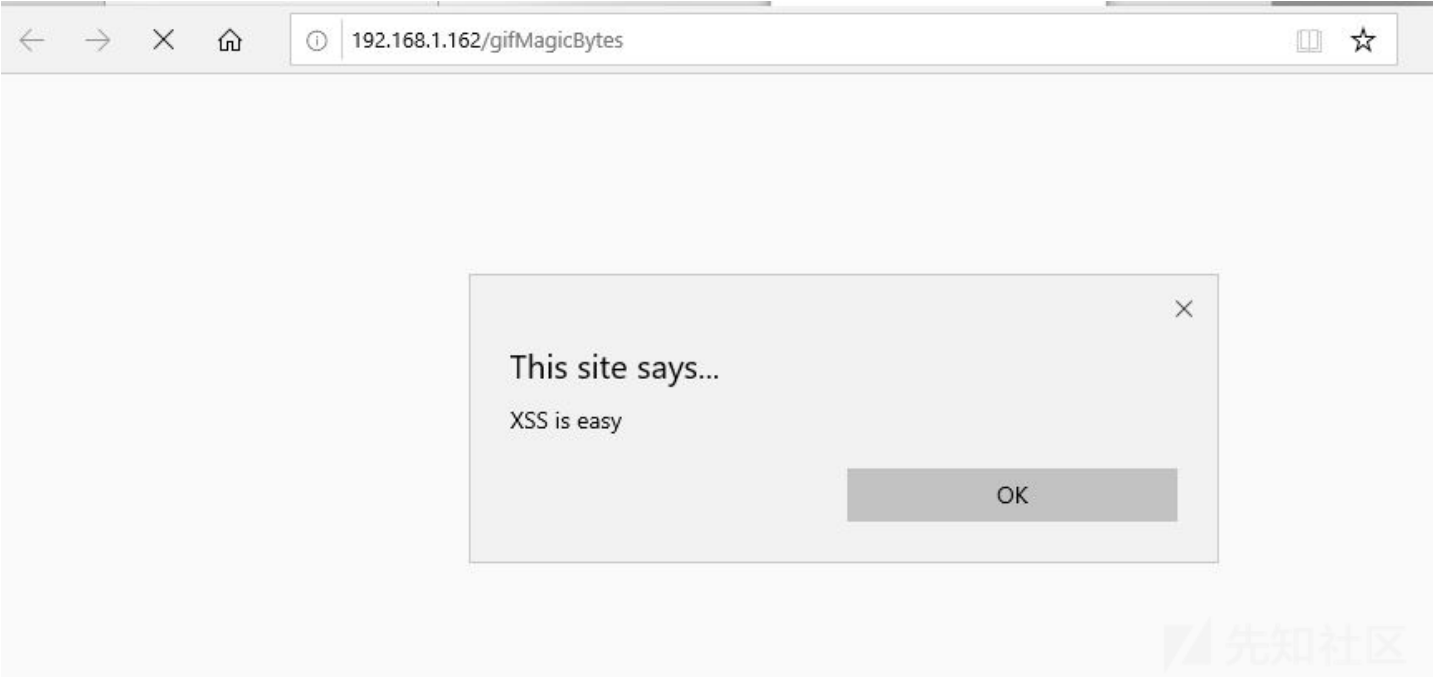 192.168.1.162/gifMagicBytes
This site says...
XSS is easy
OK
先知社区